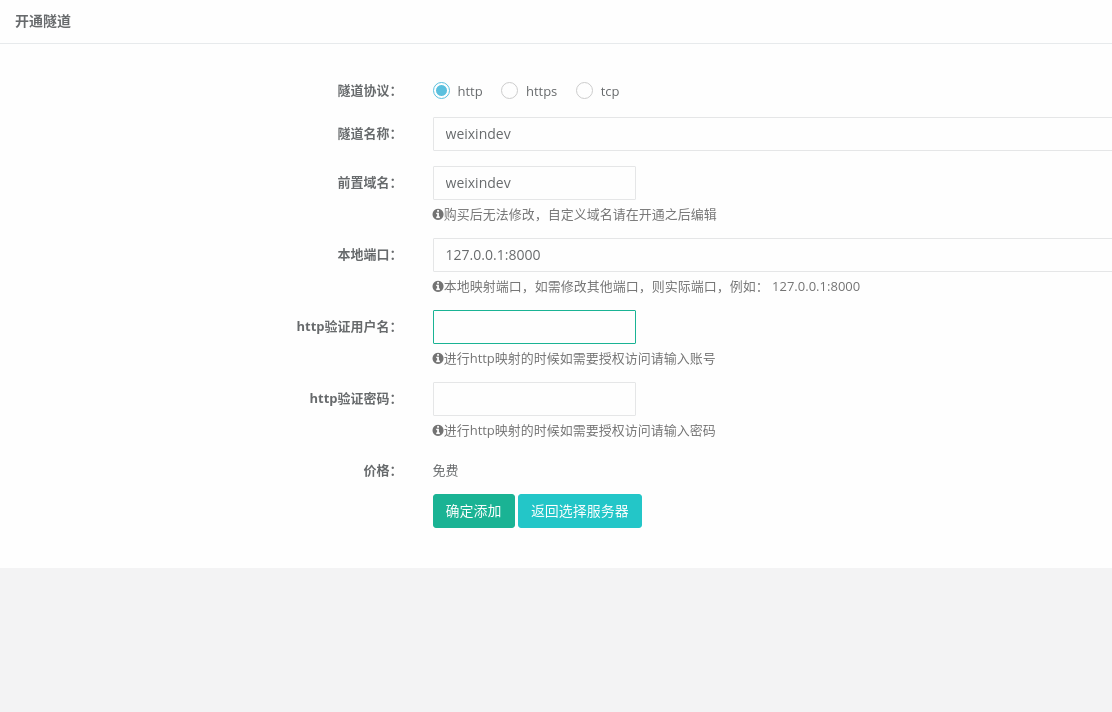 开通隧道
隧道协议： http https tcp
隧道名称： weixindev
前置域名： weixindev
购买后无法修改，自定义域名请在开通之后编辑
本地端口： 127.0.0.1:8000
本地映射端口，如需修改其他端口，则实际端口，例如： 127.0.0.1:8000
http验证用户名：
进行http映射的时候如需要授权访问请输入账号
http验证密码：
进行http映射的时候如需要授权访问请输入密码
价格： 免费
确定添加 返回选择服务器